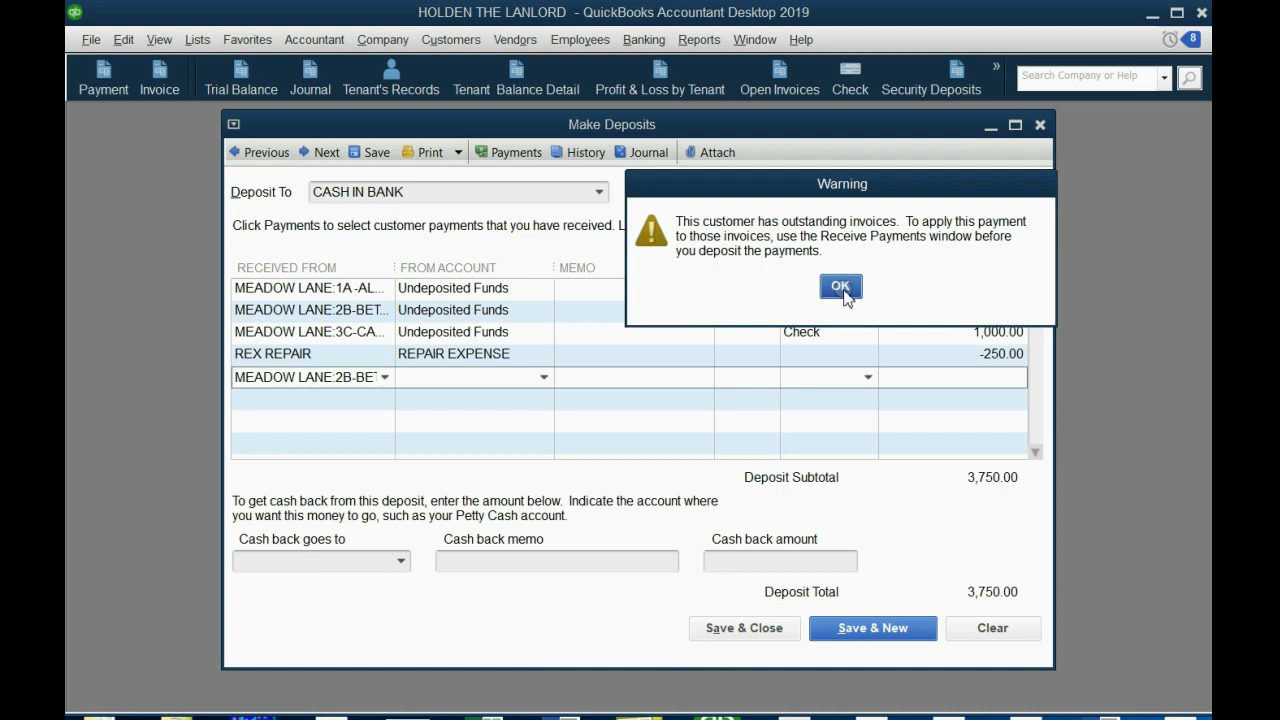 HOLDEN THE LANLORD - QuickBooks Accountant Desktop 2019
File Edit View Lists Favorites Accountant Company Customers Vendors Employees Banking Reports Window Help
8
Payment Invoice Trial Balance Journal Tenant's Records Tenant Balance Detail Profit & Loss by Tenant Open Invoices Check Security Deposits » Search Company or Help
Make Deposits
Previous Next Save Print Payments History Journal Attach
Warning
Deposit To CASH IN BANK
This customer has outstanding invoices. To apply this payment
to those invoices, use the Receive Payments window before
you deposit the payments.
OK
Click Payments to select customer payments that you have received. L
RECEIVED FROM FROM ACCOUNT MEMO
MEADOW LANE:1A -AL... Undeposited Funds
MEADOW LANE:2B-BET... Undeposited Funds
MEADOW LANE:3C-CA... Undeposited Funds Check 1,000.00
REX REPAIR REPAIR EXPENSE -250.00
MEADOW LANE:2B-BET
Deposit Subtotal 3,750.00
To get cash back from this deposit, enter the amount below. Indicate the account where
you want this money to go, such as your Petty Cash account.
Cash back goes to Cash back memo Cash back amount
Deposit Total 3,750.00
Save & Close Save & New Clear